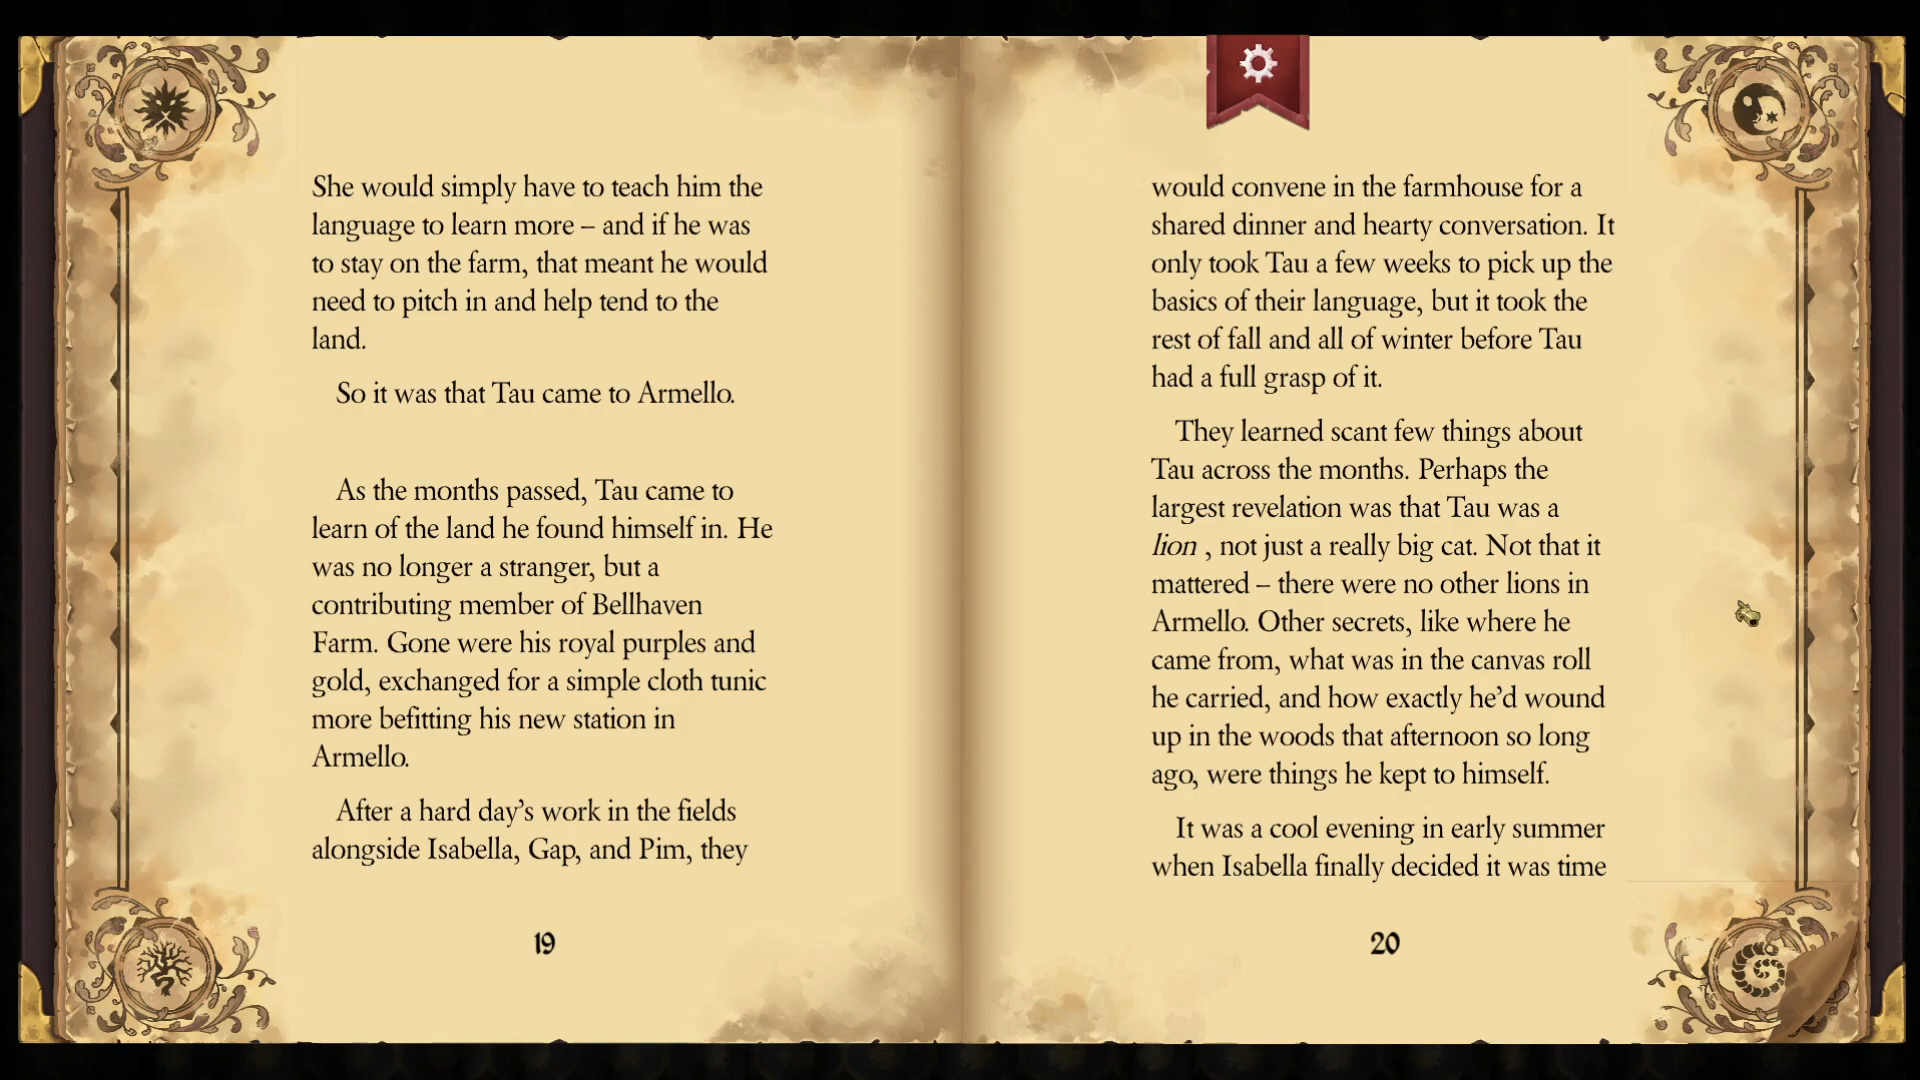 She would simply have to teach him the
language to learn more – and if he was
to stay on the farm, that meant he would
need to pitch in and help tend to the
land.
So it was that Tau came to Armello.
As the months passed, Tau came to
learn of the land he found himself in. He
was no longer a stranger, but a
contributing member of Bellhaven
Farm. Gone were his royal purples and
gold, exchanged for a simple cloth tunic
more befitting his new station in
Armello.
After a hard day’s work in the fields
alongside Isabella, Gap, and Pim, they
19
would convene in the farmhouse for a
shared dinner and hearty conversation. It
only took Tau a few weeks to pick up the
basics of their language, but it took the
rest of fall and all of winter before Tau
had a full grasp of it.
They learned scant few things about
Tau across the months. Perhaps the
largest revelation was that Tau was a
lion , not just a really big cat. Not that it
mattered – there were no other lions in
Armello. Other secrets, like where he
came from, what was in the canvas roll
he carried, and how exactly he’d wound
up in the woods that afternoon so long
ago, were things he kept to himself.
It was a cool evening in early summer
when Isabella finally decided it was time
20